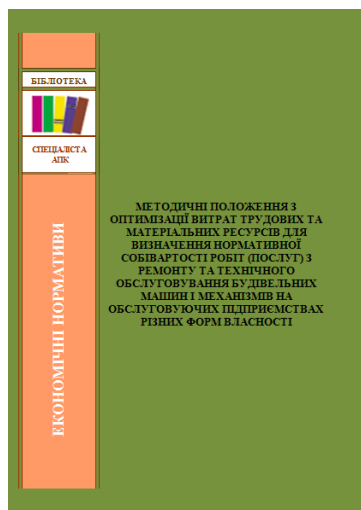 БІБЛІОТЕКА
СПЕЦІАЛІСТА
АПК
ЕКОНОМІЧНІ НОРМАТИВИ
МЕТОДИЧНІ ПОЛОЖЕННЯ З
ОПТИМІЗАЦІЇ ВИТРАТ ТРУДОВИХ ТА
МАТЕРІАЛЬНИХ РЕСУРСІВ ДЛЯ
ВИЗНАЧЕННЯ НОРМАТИВНОЇ
СОБІВАРТОСТІ РОБІТ (ПОСЛУГ) З
РЕМОНТУ ТА ТЕХНІЧНОГО
ОБСЛУГОВУВАННЯ БУДІВЕЛЬНИХ
МАШИН І МЕХАНІЗМІВ НА
ОБСЛУГОВУЮЧИХ ПІДПРИЄМСТВАХ
РІЗНИХ ФОРМ ВЛАСНОСТІ